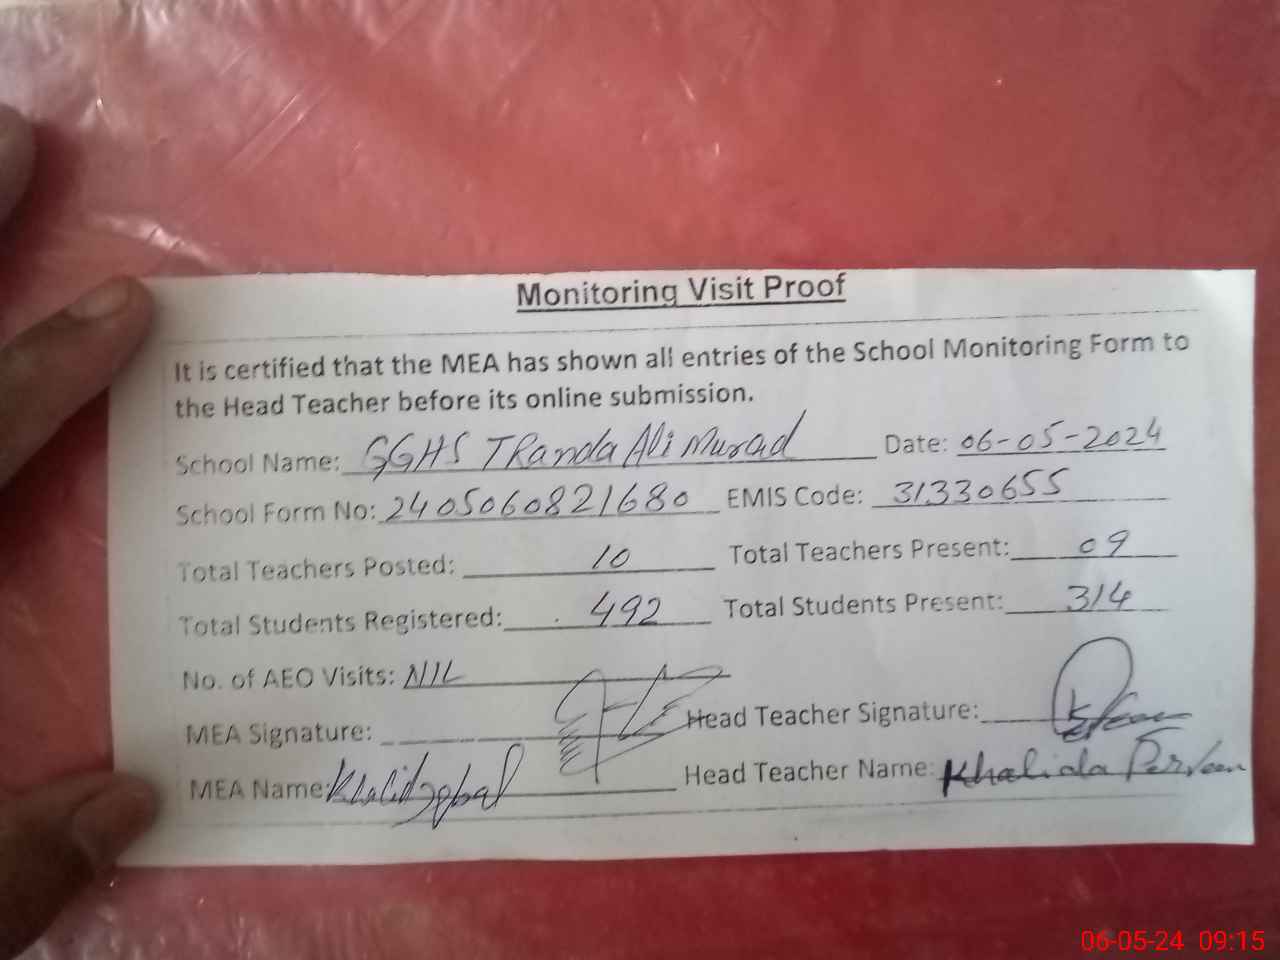 Monitoring Visit Proof
It is certified that the MEA has shown all entries of the School Monitoring Form to
the Head Teacher before its online submission.
School Name: GGHS TRanda Ali Murad Date: 06-05-2024
School Form No: 2405060821680 EMIS Code: 31330655
Total Teachers Posted: 10 Total Teachers Present: 09
Total Students Registered: 492 Total Students Present: 314
No. of AEO Visits: NIL
MEA Signature: Head Teacher Signature:
MEA Name: Khalid Iqbal Head Teacher Name: Khalida Parveen
06-05-24 09:15